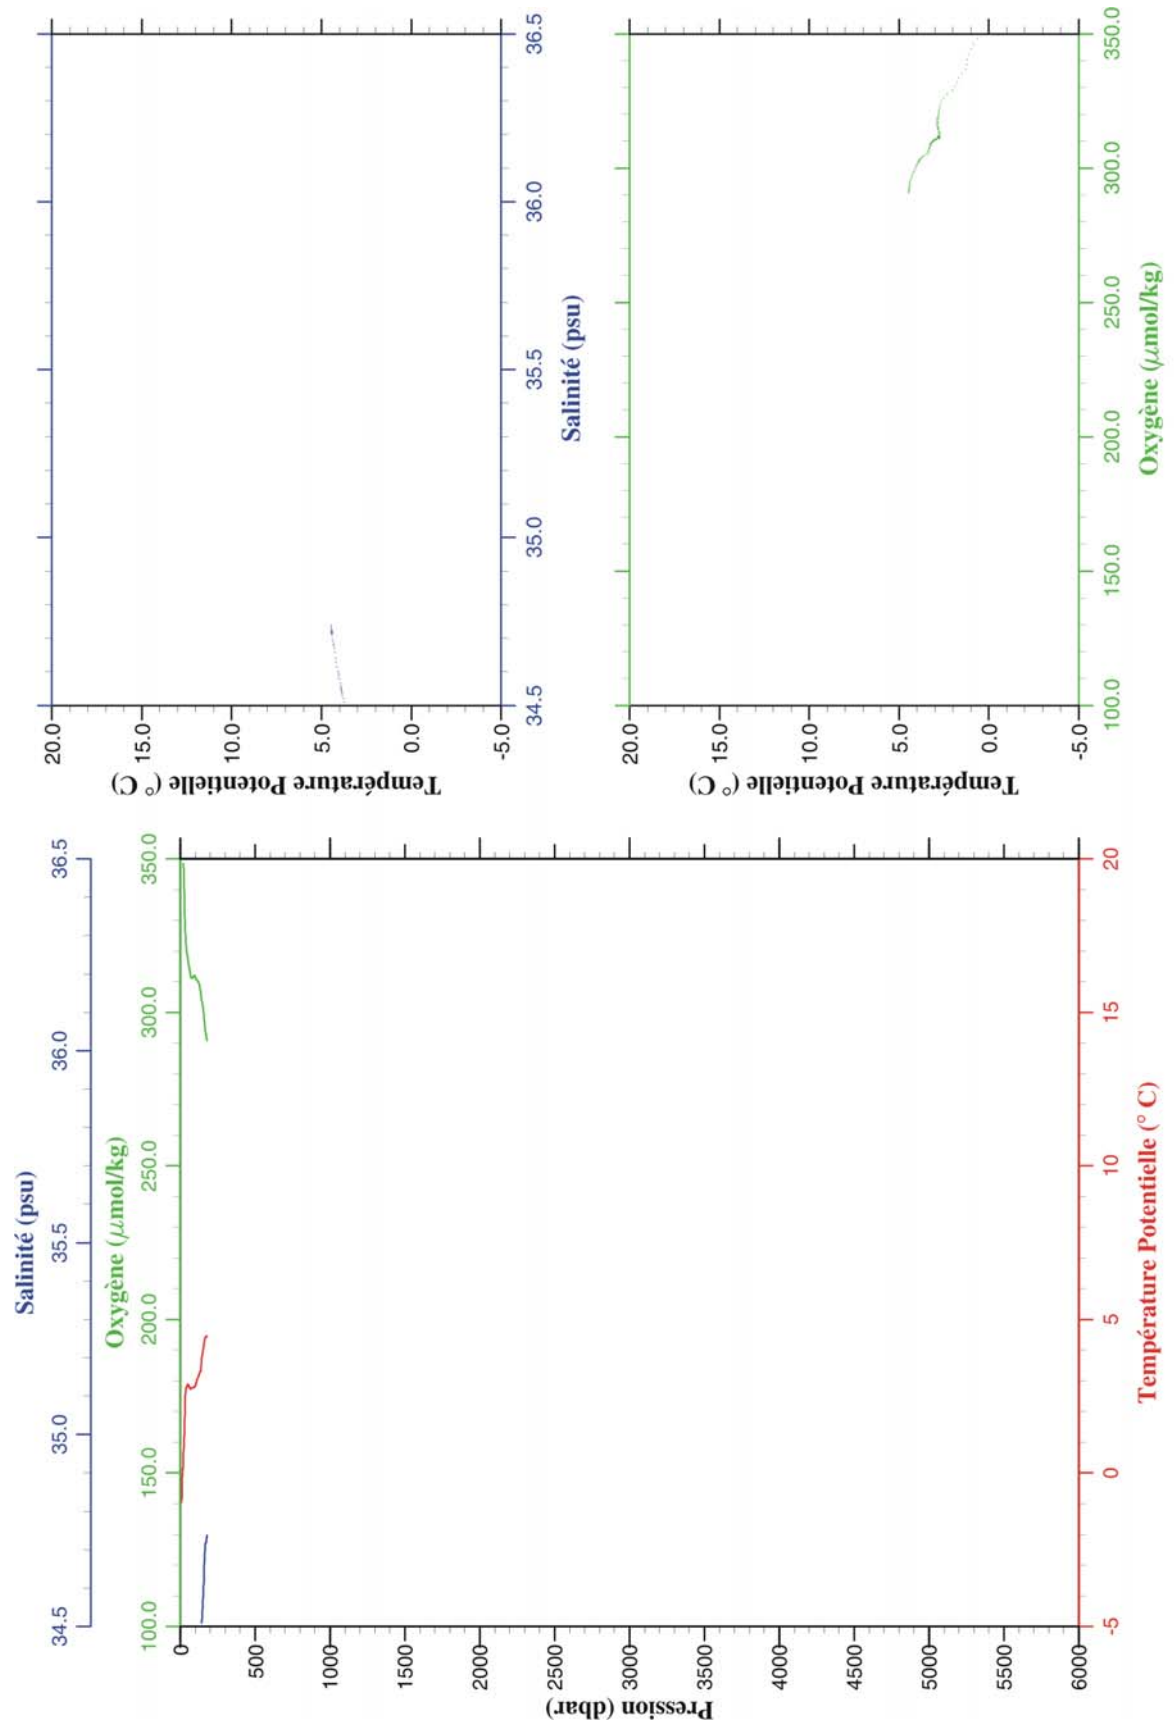 Salinité (psu)
34.5 35.0 35.5 36.0 36.5
Oxygène (μmol/kg)
100.0 150.0 200.0 250.0 300.0 350.0
0
500
1000
1500
2000
2500
3000
3500
4000
4500
5000
5500
6000
Pression (dbar)
-5 0 5 10 15 20
Température Potentielle (° C)
20.0
15.0
10.0
5.0
0.0
-5.0
Température Potentielle (° C)
34.5 35.0 35.5 36.0 36.5
Salinité (psu)
20.0
15.0
10.0
5.0
0.0
-5.0
Température Potentielle (° C)
100.0 150.0 200.0 250.0 300.0 350.0
Oxygène (μmol/kg)